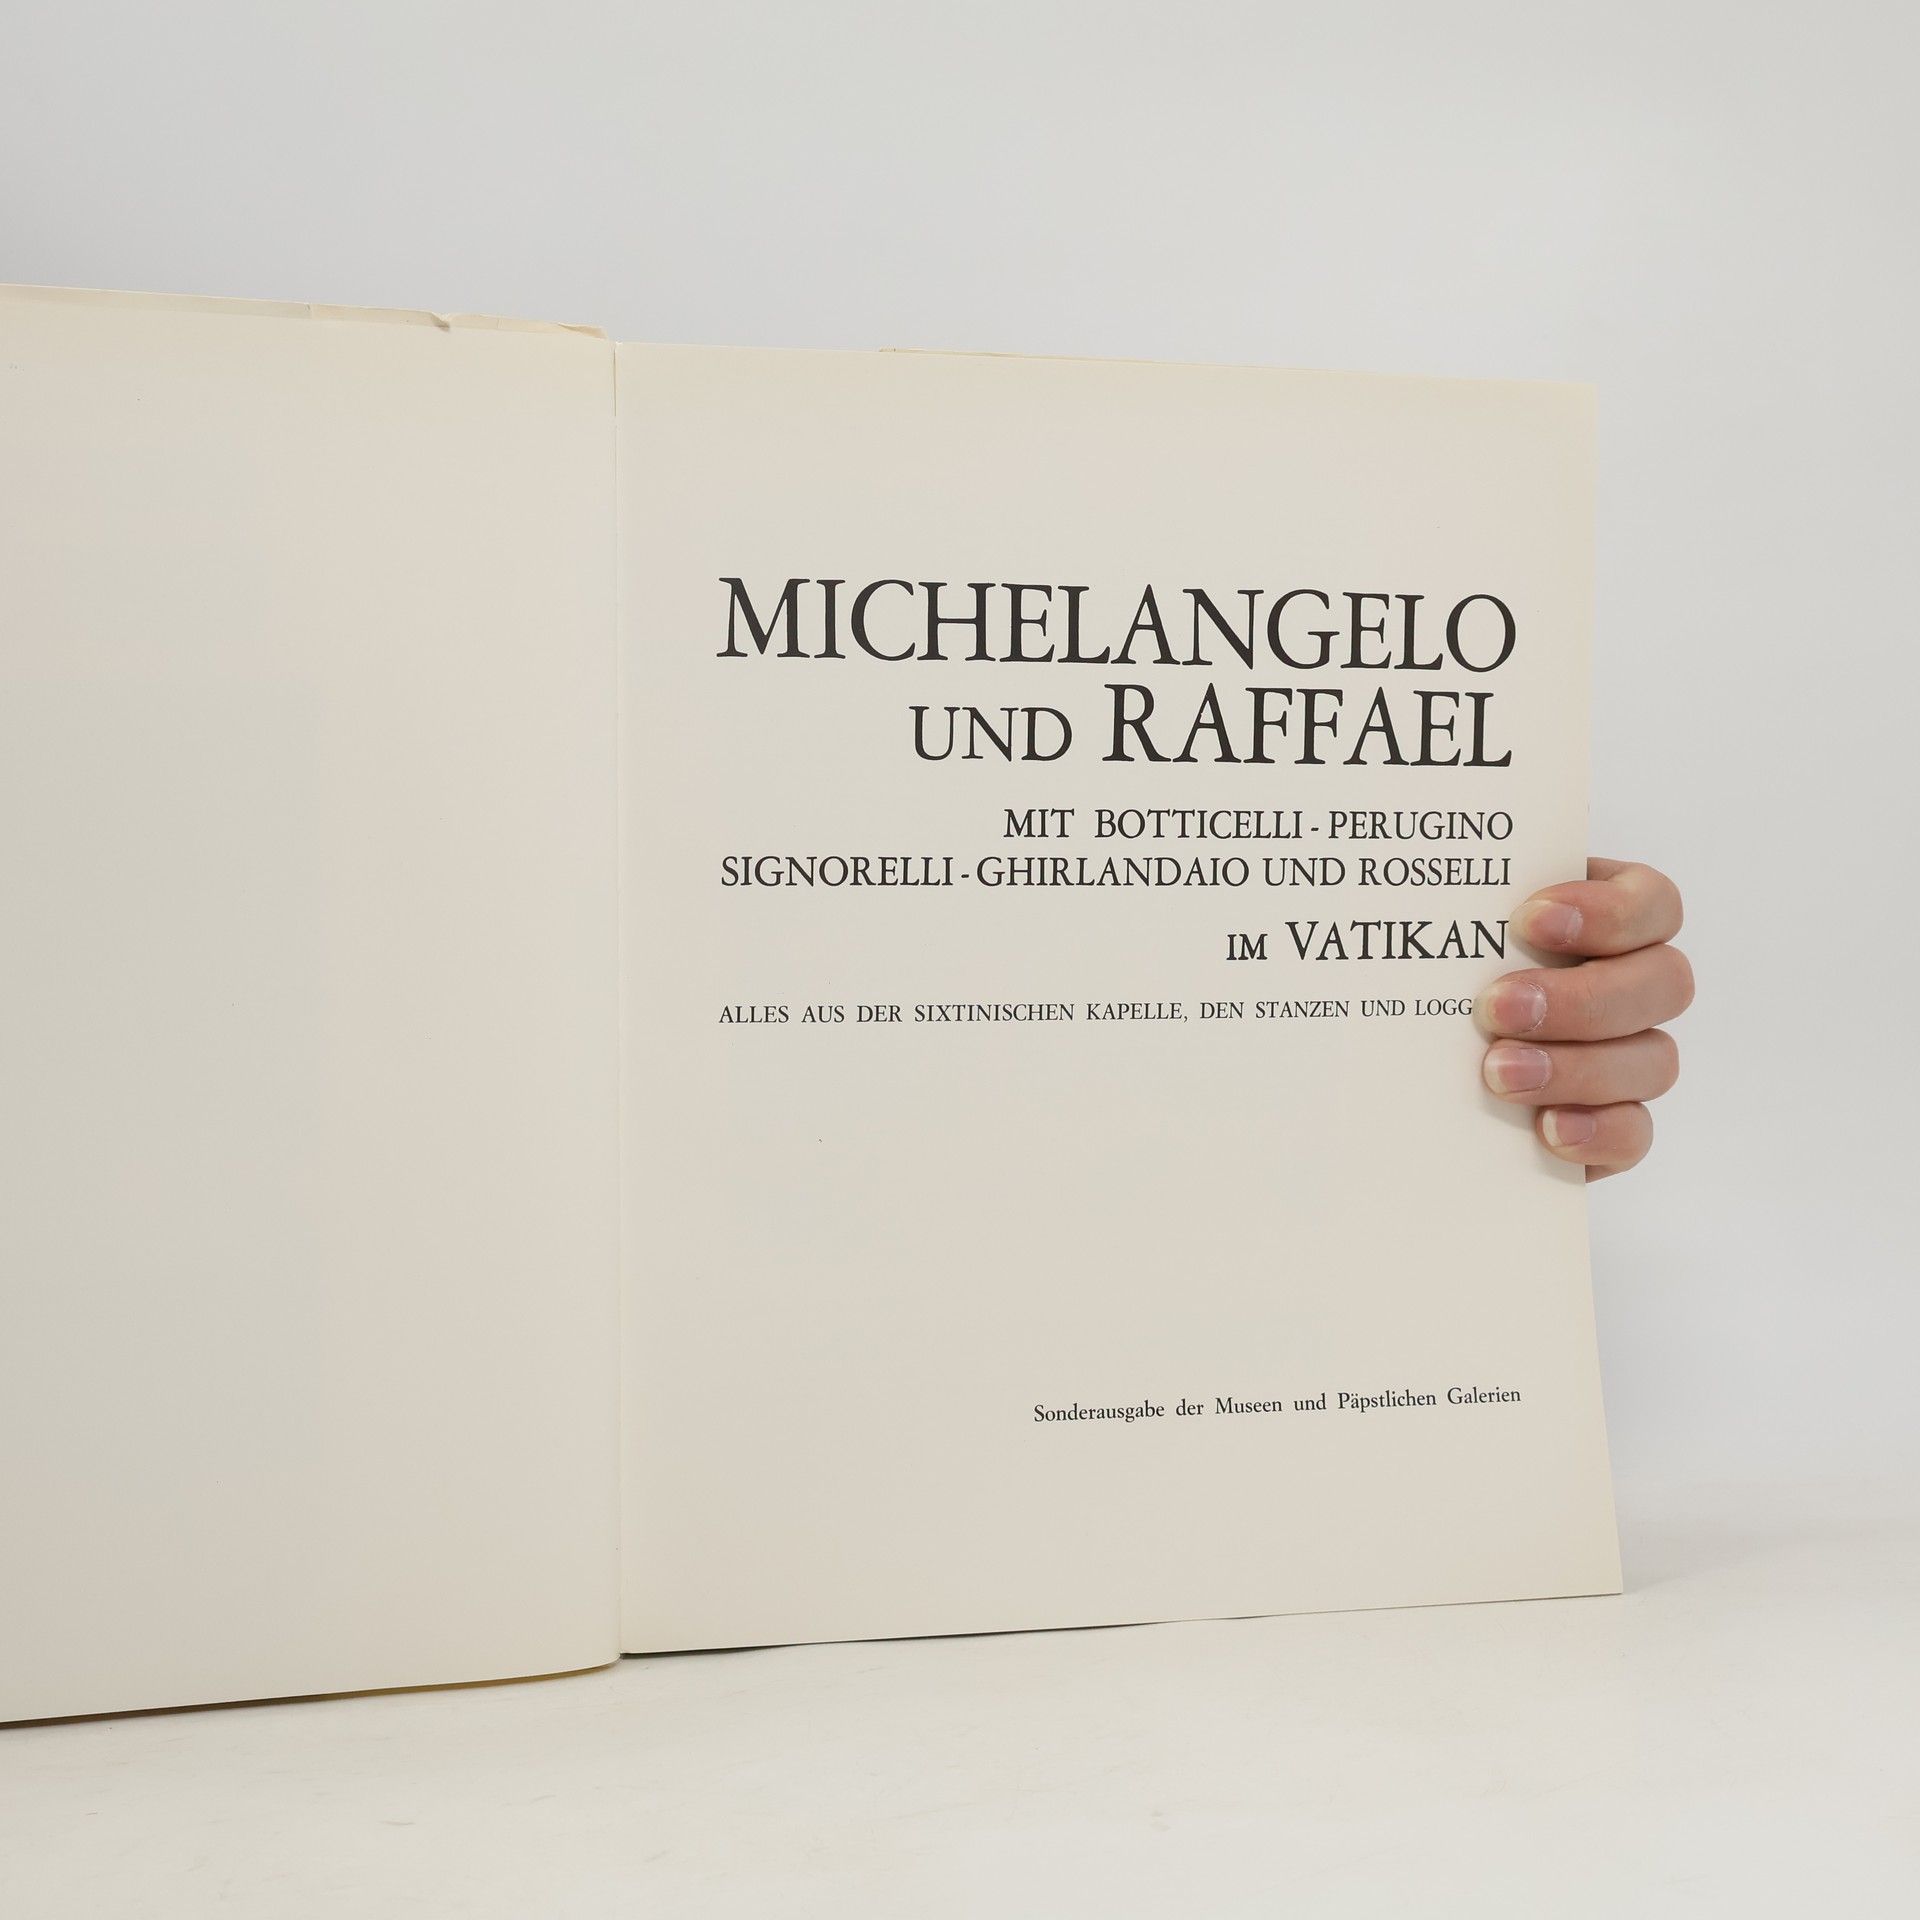 MICHELANGELO
UND RAFFAEL
MIT BOTTICELLI - PERUGINO
SIGNORELLI - GHIRLANDAIO UND ROSSELLI
IM VATIKAN
ALLES AUS DER SIXTINISCHEN KAPELLE, DEN STANZEN UND
Sonderausgabe der Museen und Päpstlichen Galerien